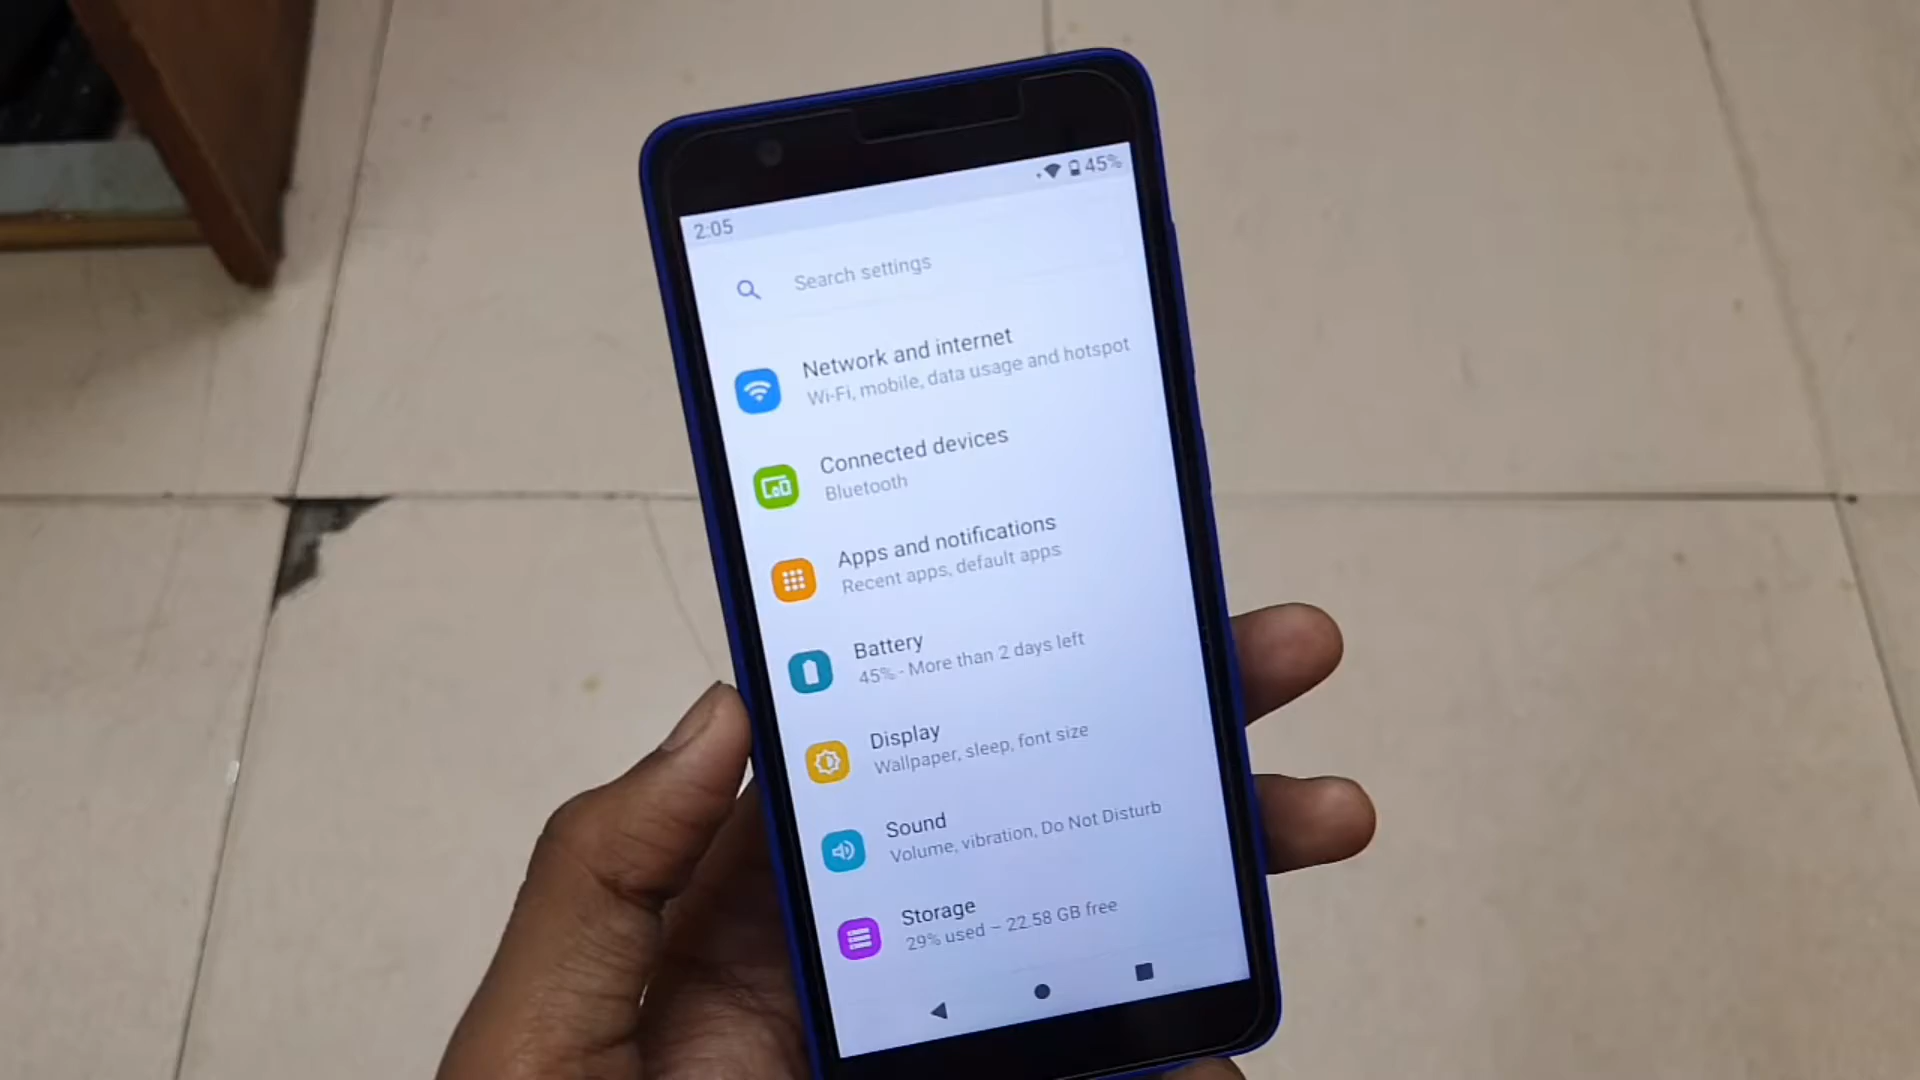 2:05
45%
Search settings
Network and internet
Wi-Fi, mobile, data usage and hotspot
Connected devices
Bluetooth
Apps and notifications
Recent apps, default apps
Battery
45% - More than 2 days left
Display
Wallpaper, sleep, font size
Sound
Volume, vibration, Do Not Disturb
Storage
29% used – 22.58 GB free